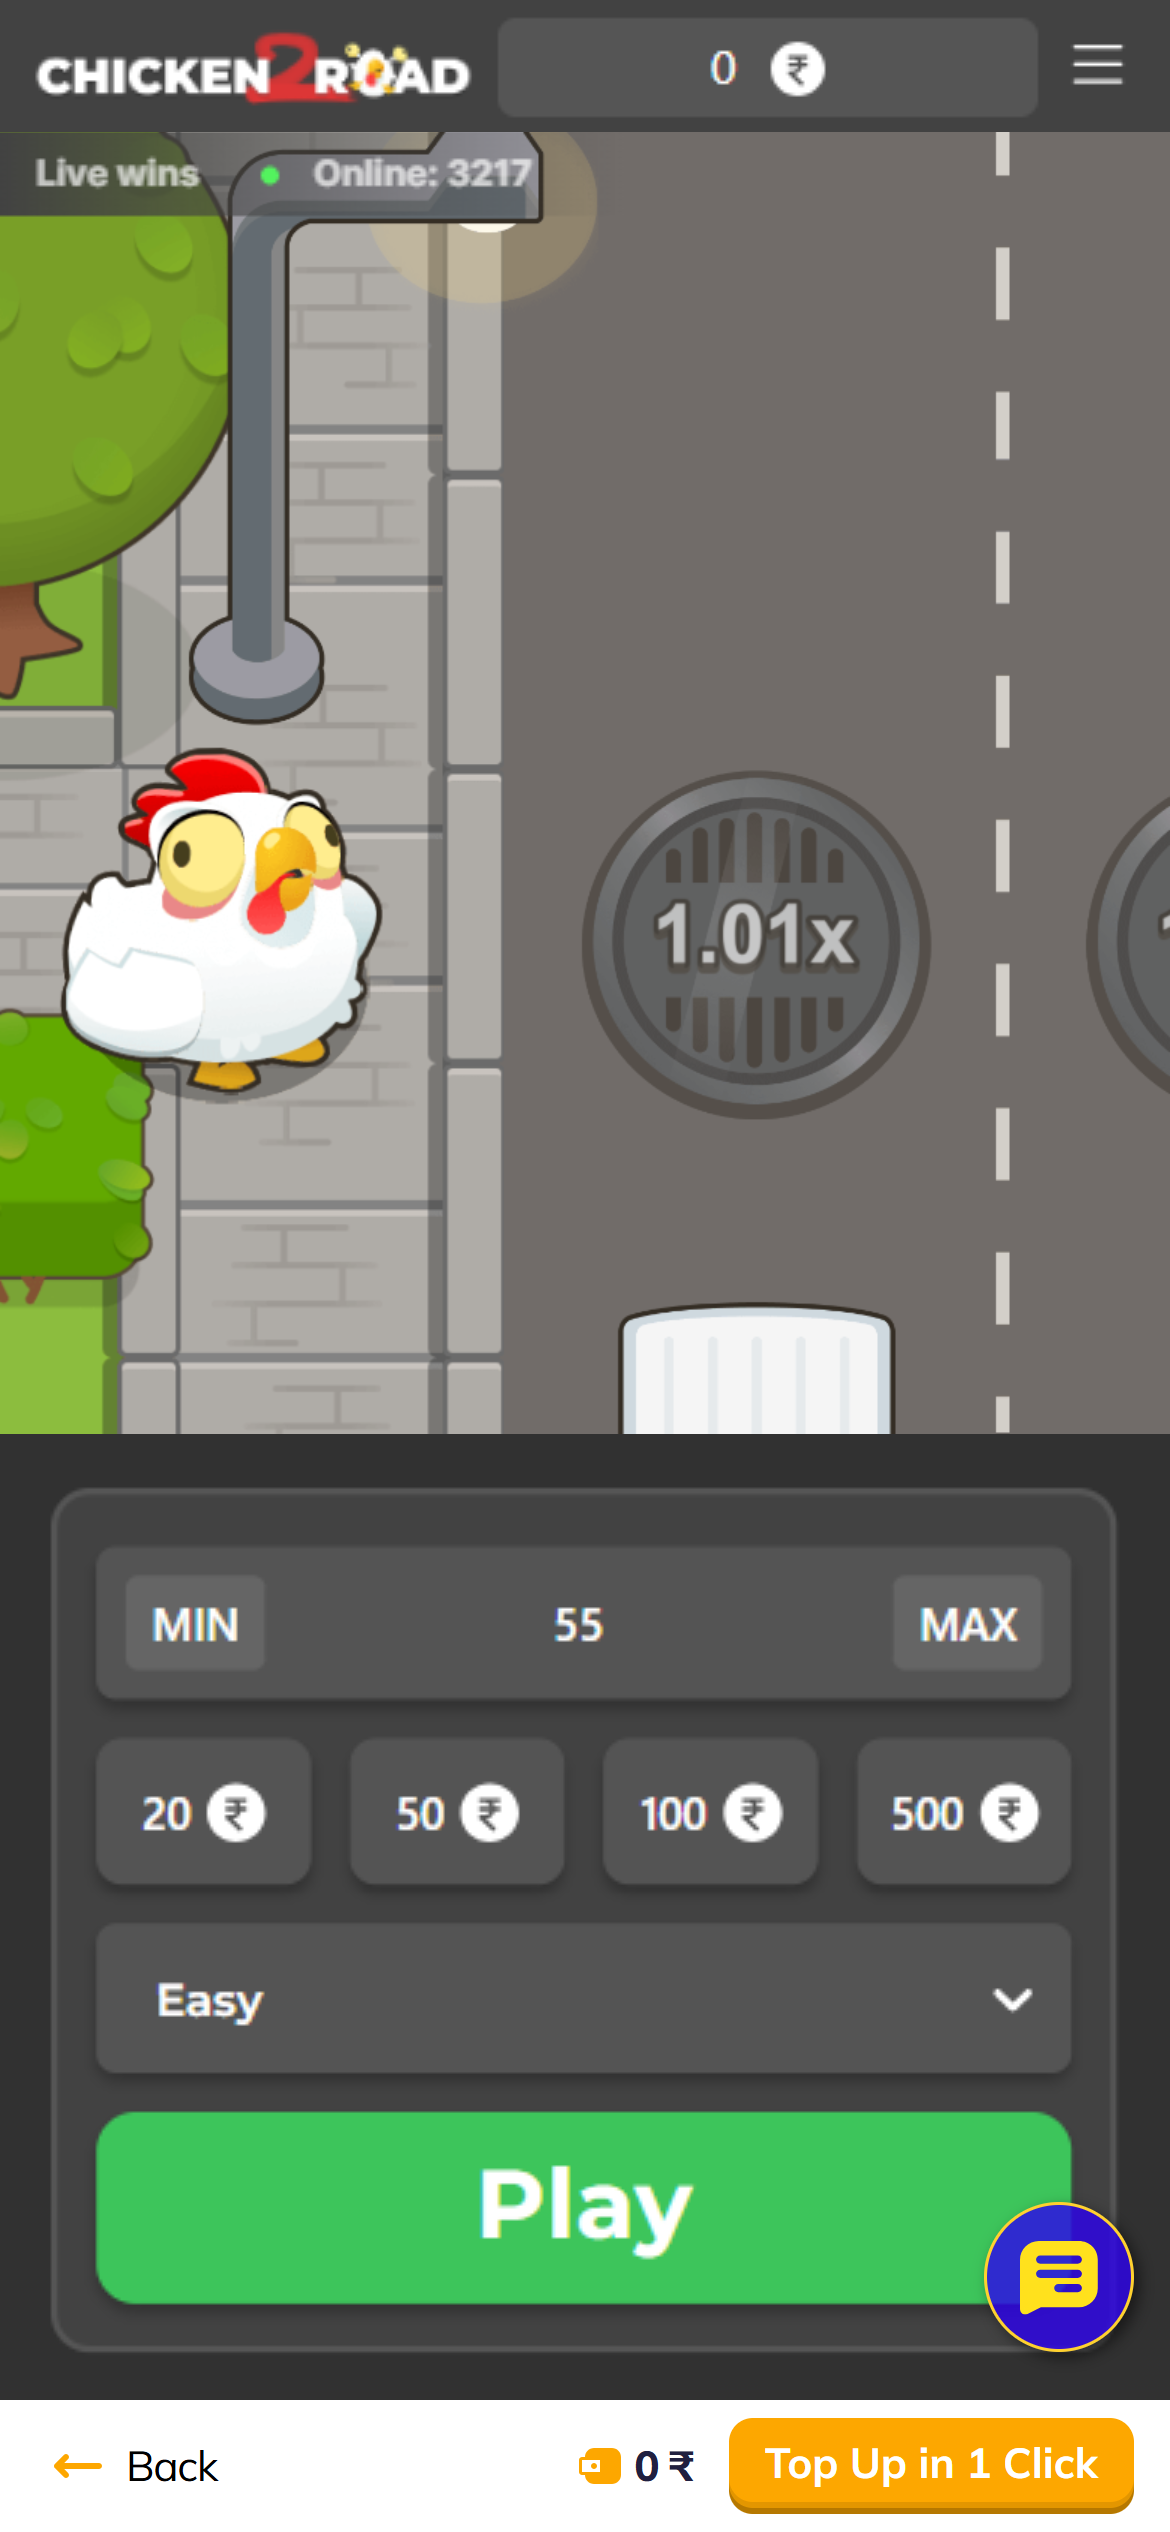 CHICKEN 2 ROAD
0 ₹
Live wins
Online: 3217
1.01x
MIN
55
MAX
20 ₹
50 ₹
100 ₹
500 ₹
Easy
Play
Back
0 ₹
Top Up in 1 Click